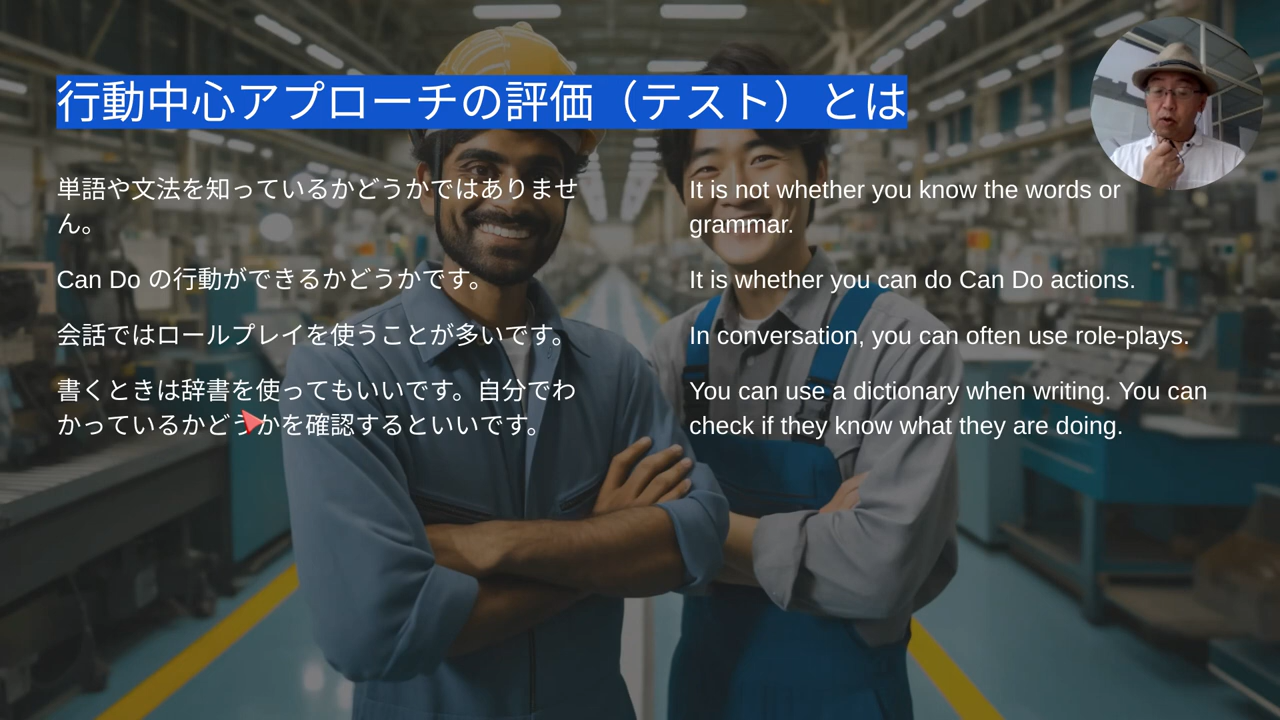 行動中心アプローチの評価（テスト）とは
単語や文法を知っているかどうかではありませ
ん。
Can Do の行動ができるかどうかです。
会話ではロールプレイを使うことが多いです。
書くときは辞書を使ってもいいです。自分でわ
かっているかどうかを確認するといいです。
It is not whether you know the words or
grammar.
It is whether you can do Can Do actions.
In conversation, you can often use role-plays.
You can use a dictionary when writing. You can
check if they know what they are doing.